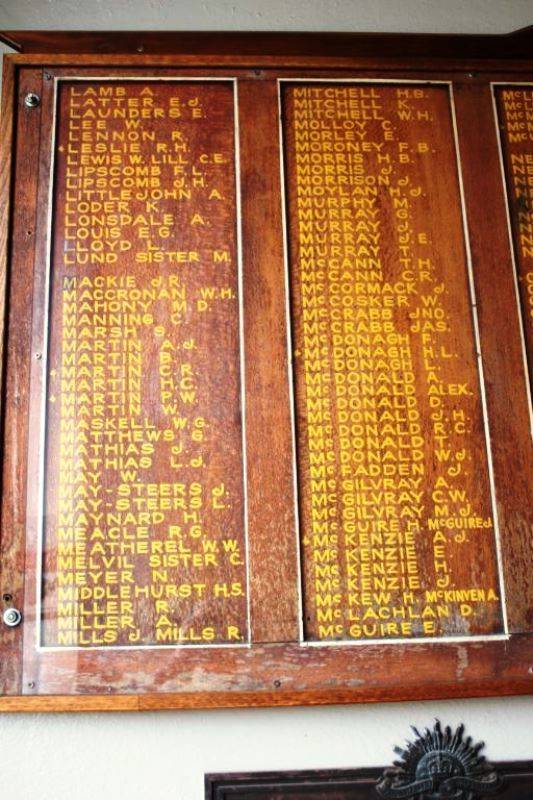 LAMB A.
LATTER E.J.
LAUNDERS E.
LEE W.
LENNON R.
LESLIE R.H.
LEWIS W. LILL C.E.
LIPSCOMB F.L.
LIPSCOMB J.H.
LITTLEJOHN A.
LODER K.
LONSDALE A.
LOUIS E.G.
LLOYD L.
LUND SISTER M.
MACKIE J.R.
MACCRONAN W.H.
MAHONY M.D.
MANNING C.
MARSH S.
MARTIN A.J.
MARTIN B.
MARTIN C.R.
MARTIN H.C.
MARTIN P.W.
MARTIN W.
MASKELL W.G.
MATTHEWS G.
MATHIAS J.
MATHIAS L.J.
MAY W.
MAY-STEERS J.
MAY-STEERS L.
MAYNARD H.
MEACLE R.G.
MEATHEREL W.W.
MELVIL SISTER C.
MEYER N.
MIDDLEHURST H.S.
MILLER R.
MILLER A.
MILLS J. MILLS R.
MITCHELL H.B.
MITCHELL K.
MITCHELL W.H.
MOLLOY C.
MORLEY S.
MORONEY F.B.
MORRIS H.B.
MORRIS J.
MORRISON J.
MOYLAN H.J.
MURPHY M.
MURRAY G.
MURRAY J.
MURRAY J.E.
MURRAY T.
McCANN T.H.
McCANN C.R.
McCORMACK J.
McCOSKER W.
McCRABB JNO.
McCRABB JAS.
McDONAGH F.
McDONAGH H.L.
McDONAGH L.
McDONALD A.
McDONALD ALEX.
McDONALD D.
McDONALD J.H.
McDONALD R.C.
McDONALD T.
McDONALD W.J.
McFADDEN J.
McGILVRAY A.
McGILVRAY C.W.
McGILVRAY M.J.
McGUIRE H. McGUIRE J.
McKENZIE A.J.
McKENZIE E.
McKENZIE H.
McKENZIE J.
McKEW H. McKINVEN A.
McLACHLAN D.
McGUIRE E.